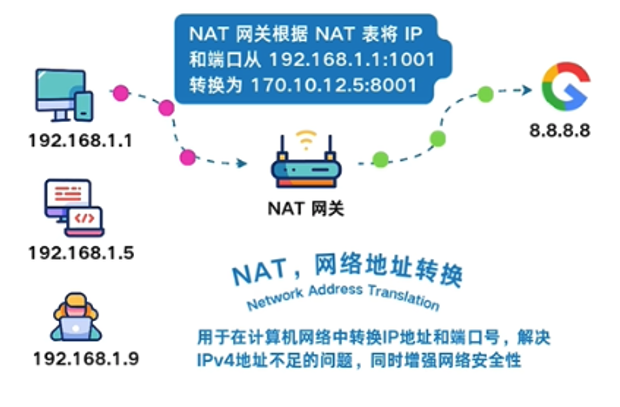 NAT 网关根据 NAT 表将 IP
和端口从 192.168.1.1:1001
转换为 170.10.12.5:8001
192.168.1.1
8.8.8.8
NAT 网关
192.168.1.5
NAT，网络地址转换
Network Address Translation
192.168.1.9
用于在计算机网络中转换IP地址和端口号，解决
IPv4地址不足的问题，同时增强网络安全性